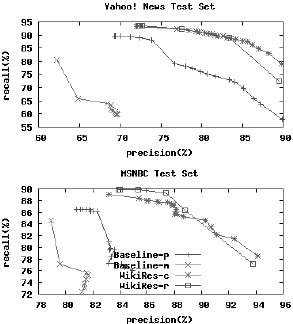 Yahoo! News Test Set
95
90
85
80
75
70
65
60
55
recall(%)
60 65 70 75 80 85 90
precision(%)
MSNBC Test Set
90
88
86
84
82
80
78
76
74
72
recall(%)
Baseline-p
Baseline-m
WikiRes-c
WikiRes-r
78 80 82 84 86 88 90 92 94 96
precision(%)